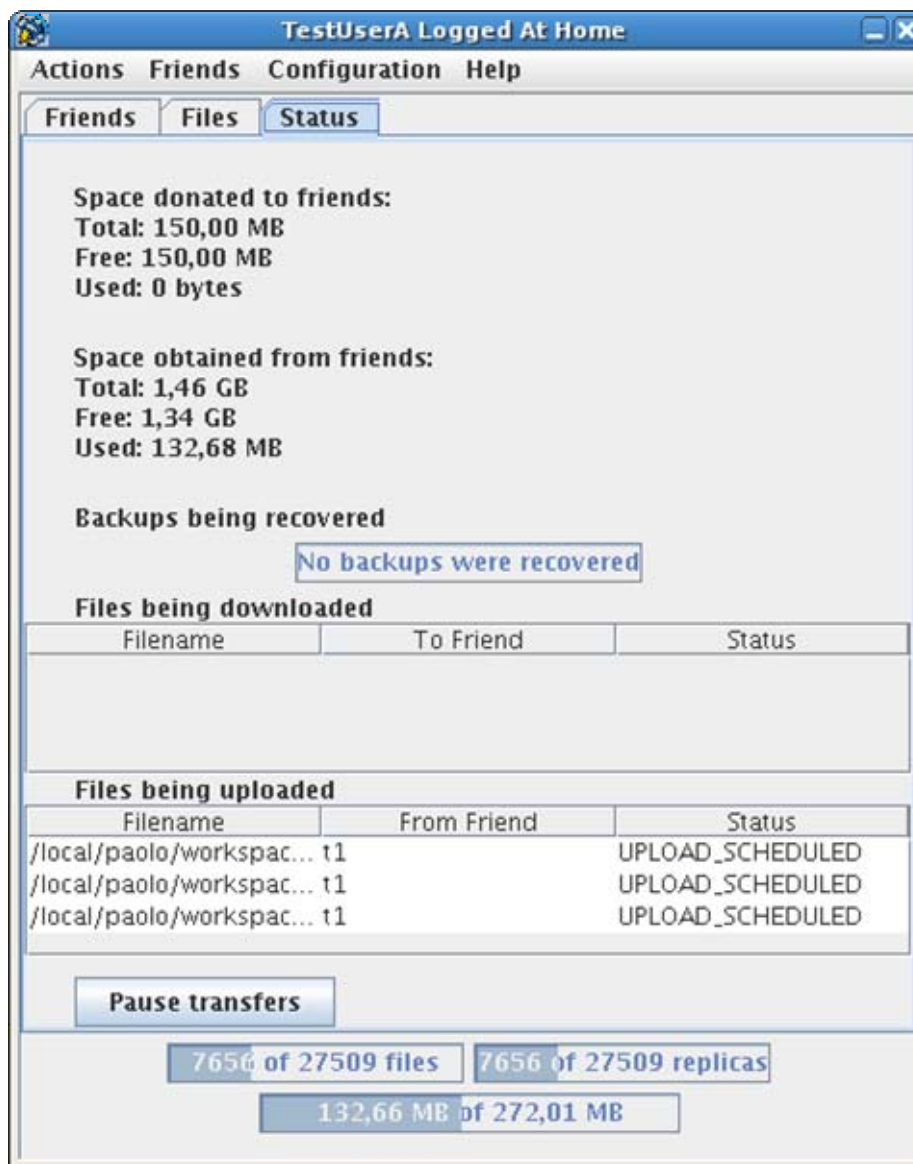 TestUserA Logged At Home
Actions Friends Configuration Help
Friends Files Status
Space donated to friends:
Total: 150,00 MB
Free: 150,00 MB
Used: 0 bytes
Space obtained from friends:
Total: 1,46 GB
Free: 1,34 GB
Used: 132,68 MB
Backups being recovered
No backups were recovered
Files being downloaded
Filename To Friend Status
Files being uploaded
Filename From Friend Status
/local/paolo/workspac... t1 UPLOAD_SCHEDULED
/local/paolo/workspac... t1 UPLOAD_SCHEDULED
/local/paolo/workspac... t1 UPLOAD_SCHEDULED
Pause transfers
7656 of 27509 files 7656 of 27509 replicas
132,66 MB of 272,01 MB